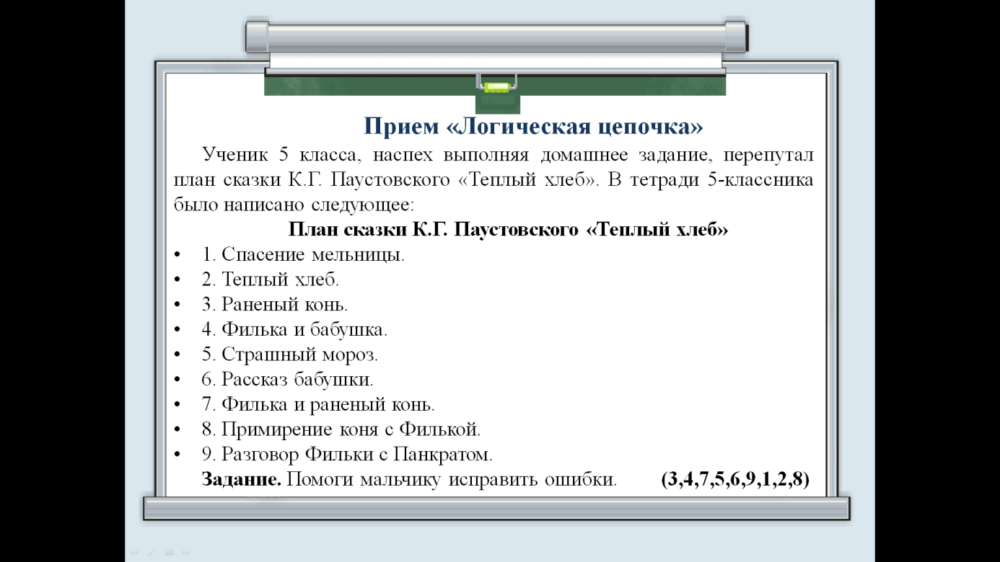 Прием «Логическая цепочка»
Ученик 5 класса, наспех выполняя домашнее задание, перепутал
план сказки К.Г. Паустовского «Теплый хлеб». В тетради 5-классника
было написано следующее:
План сказки К.Г. Паустовского «Теплый хлеб»
• 1. Спасение мельницы.
• 2. Теплый хлеб.
• 3. Раненый конь.
• 4. Филька и бабушка.
• 5. Страшный мороз.
• 6. Рассказ бабушки.
• 7. Филька и раненый конь.
• 8. Примирение коня с Филькой.
• 9. Разговор Фильки с Панкратом.
Задание. Помоги мальчику исправить ошибки. (3,4,7,5,6,9,1,2,8)